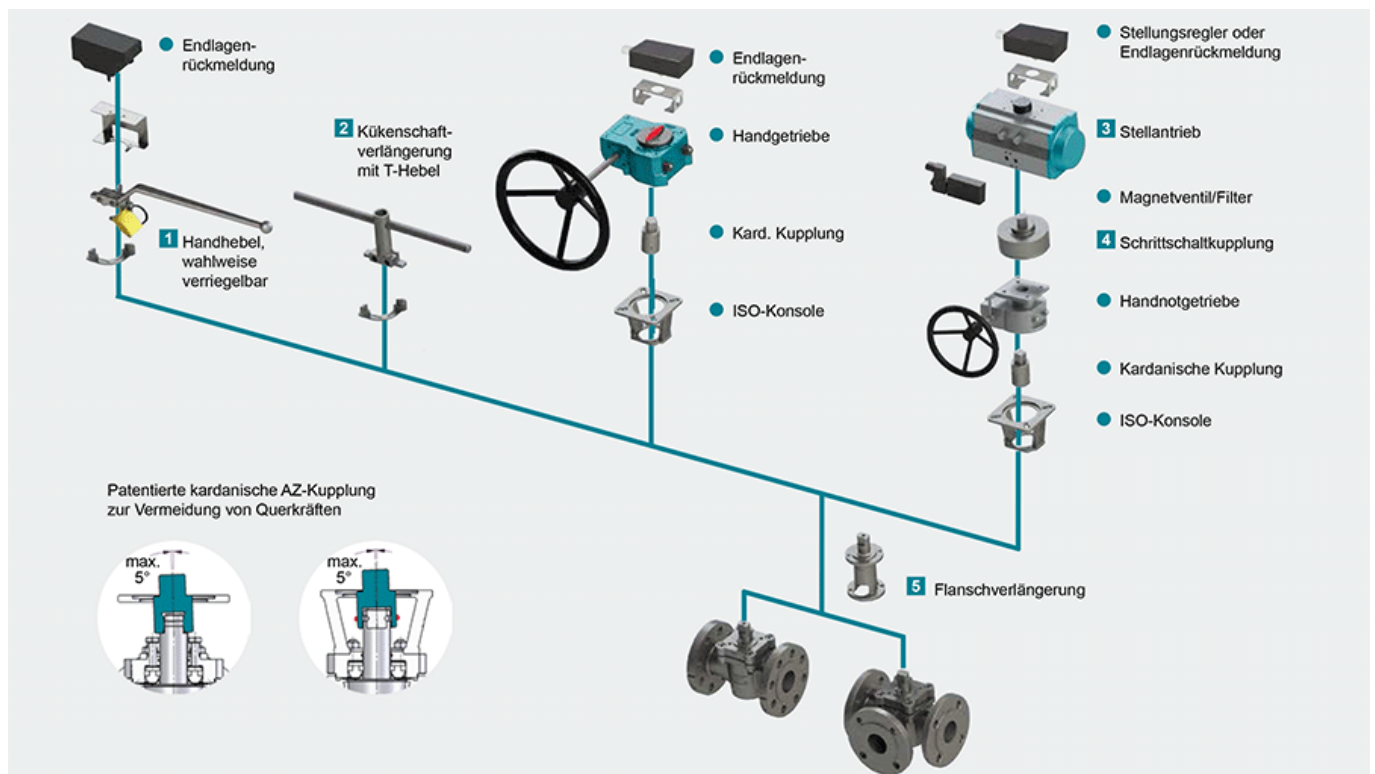 Endlagen-
rückmeldung
1 Handhebel,
wahlweise
verriegelbar
2 Kükenschaft-
verlängerung
mit T-Hebel
Endlagen-
rückmeldung
Handgetriebe
Kard. Kupplung
ISO-Konsole
Stellungsregler oder
Endlagenrückmeldung
3 Stellantrieb
Magnetventil/Filter
4 Schrittschaltkupplung
Handnotgetriebe
Kardanische Kupplung
ISO-Konsole
5 Flanschverlängerung
Patentierte kardanische AZ-Kupplung
zur Vermeidung von Querkräften
max.
5°
max.
5°